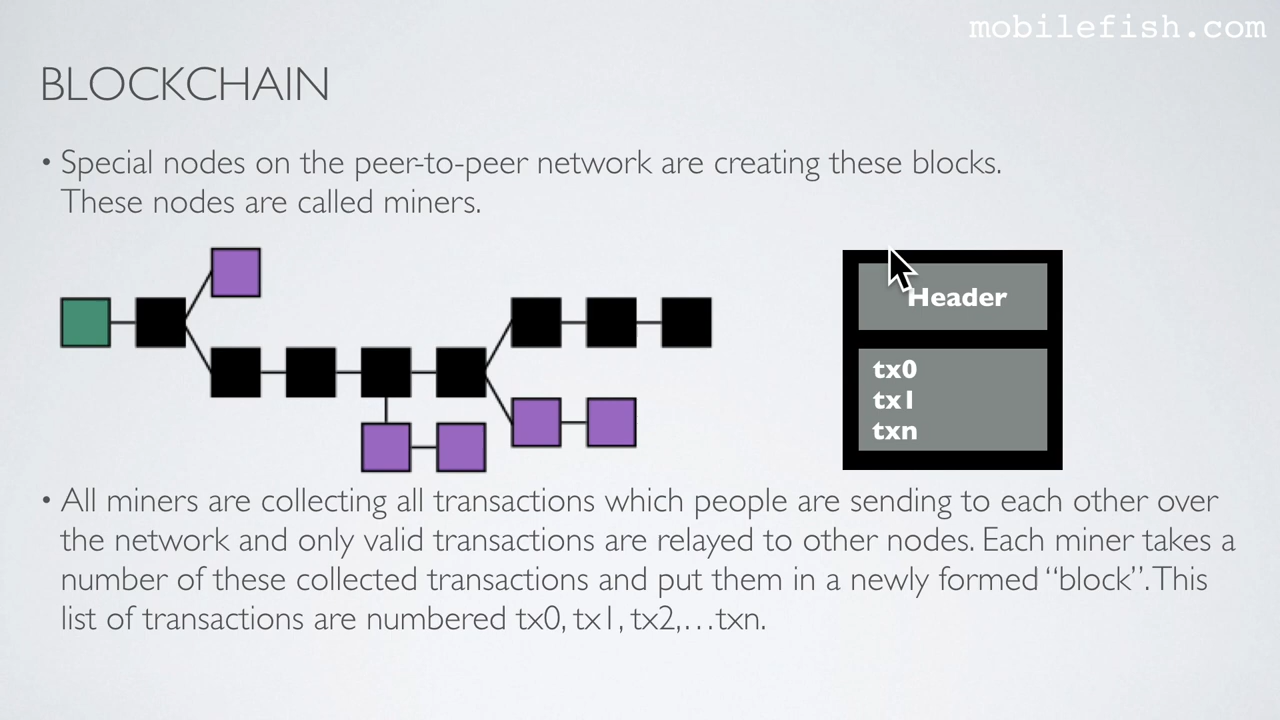 mobilefish.com
BLOCKCHAIN
• Special nodes on the peer-to-peer network are creating these blocks.
These nodes are called miners.
Header
tx0
tx1
txn
• All miners are collecting all transactions which people are sending to each other over
the network and only valid transactions are relayed to other nodes. Each miner takes a
number of these collected transactions and put them in a newly formed “block”. This
list of transactions are numbered tx0, tx1, tx2,…txn.